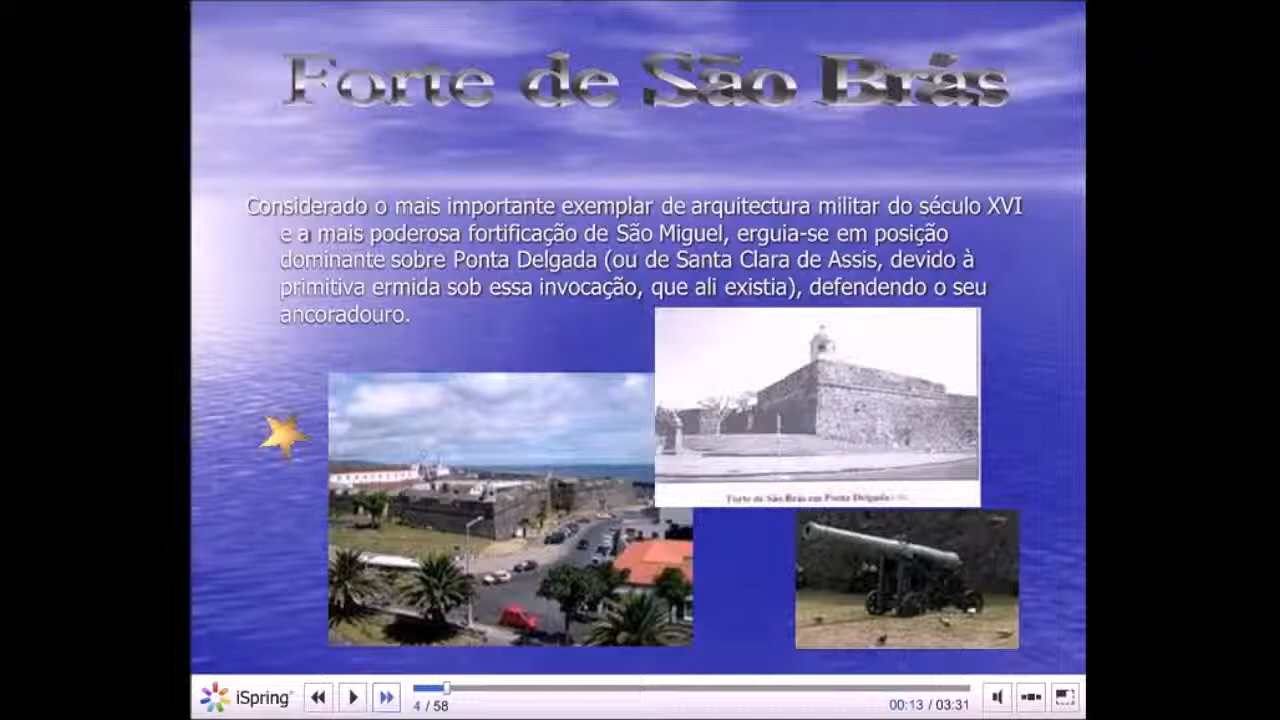 Forte de São Brás
Considerado o mais importante exemplar de arquitectura militar do século XVI
e a mais poderosa fortificação de São Miguel, erguia-se em posição
dominante sobre Ponta Delgada (ou de Santa Clara de Assis, devido à
primitiva ermida sob essa invocação, que ali existia), defendendo o seu
ancoradouro.
Forte de São Brás em Ponta Delgada
iSpring
4 / 58
00:13 / 03:31